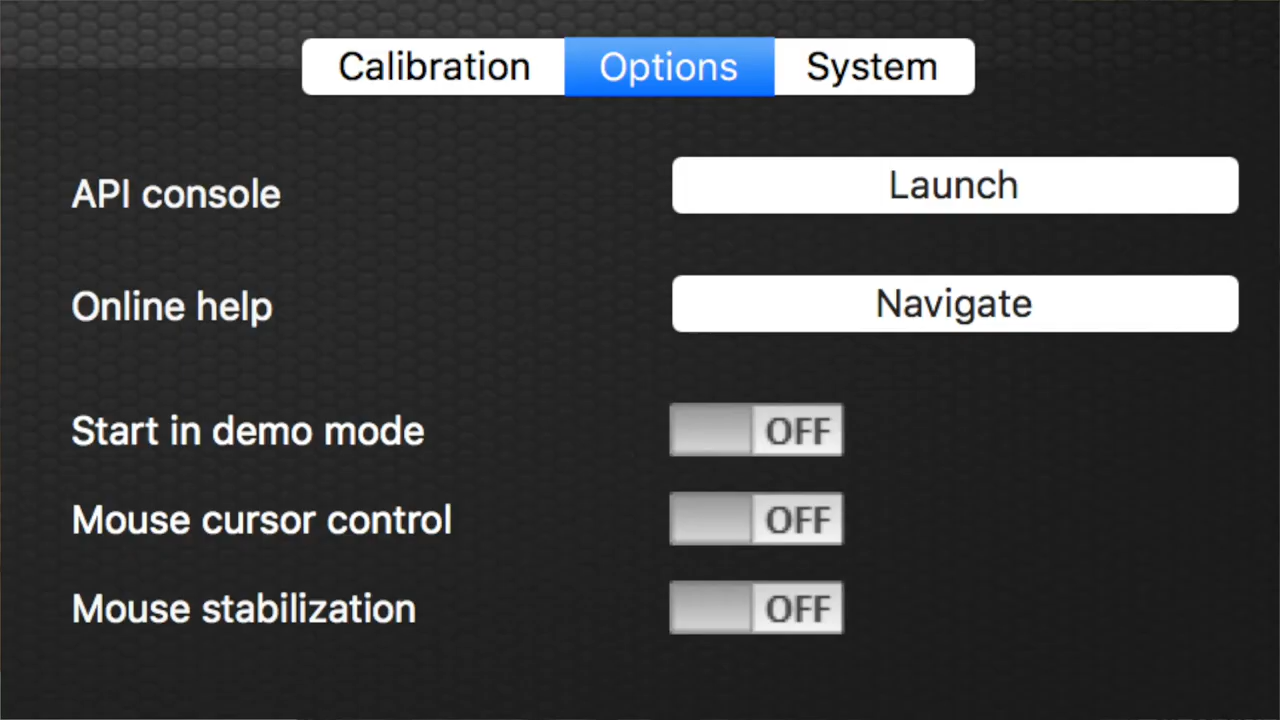 Calibration Options System
API console Launch
Online help Navigate
Start in demo mode OFF
Mouse cursor control OFF
Mouse stabilization OFF